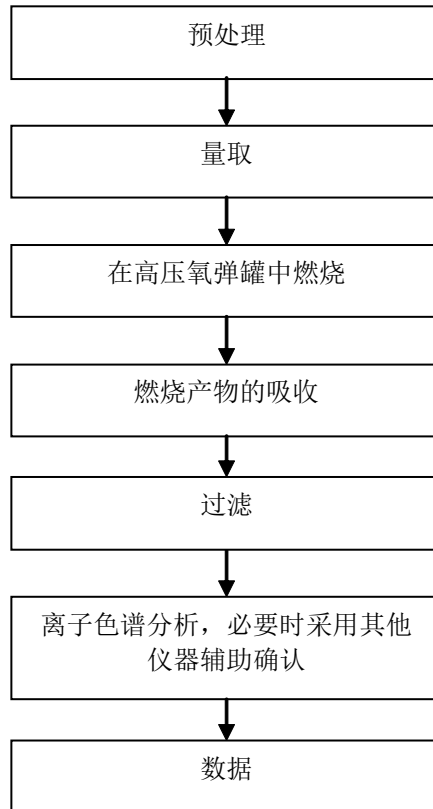 预处理
量取
在高压氧弹罐中燃烧
燃烧产物的吸收
过滤
离子色谱分析，必要时采用其他
仪器辅助确认
数据